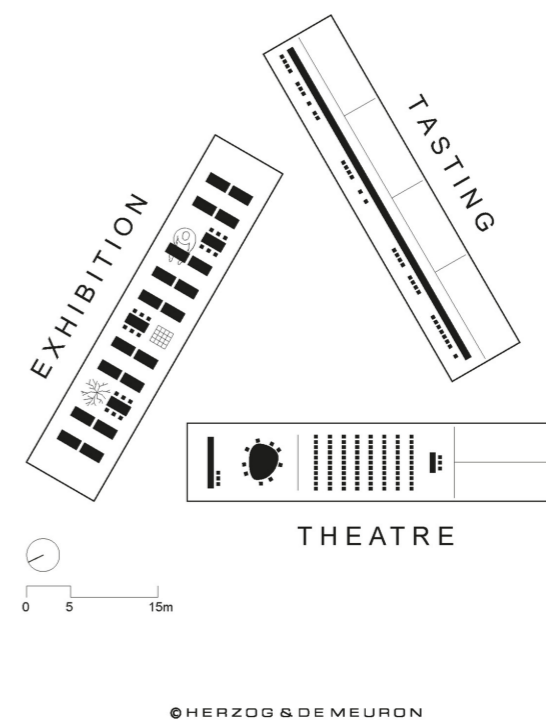 TASTING
EXHIBITION
THEATRE
0 5 15m
©HERZOG & DE MEURON